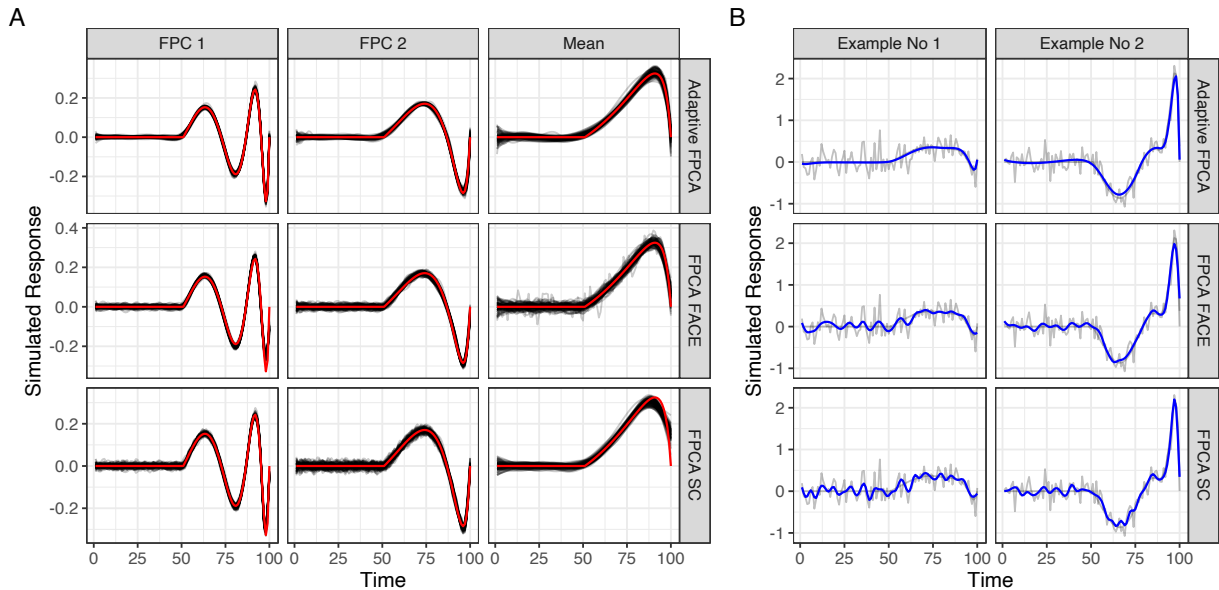 A
FPC 1 FPC 2 Mean
0.2
0.0
-0.2
Adaptive FPCA
0.4
0.2
0.0
-0.2
FPCA FACE
0.2
0.0
-0.2
FPCA SC
0 25 50 75 100 0 25 50 75 100 0 25 50 75 100
Time
Simulated Response
B
Example No 1 Example No 2
2
1
0
-1
Adaptive FPCA
2
1
0
-1
FPCA FACE
2
1
0
-1
FPCA SC
0 25 50 75 100 0 25 50 75 100
Time
Simulated Response